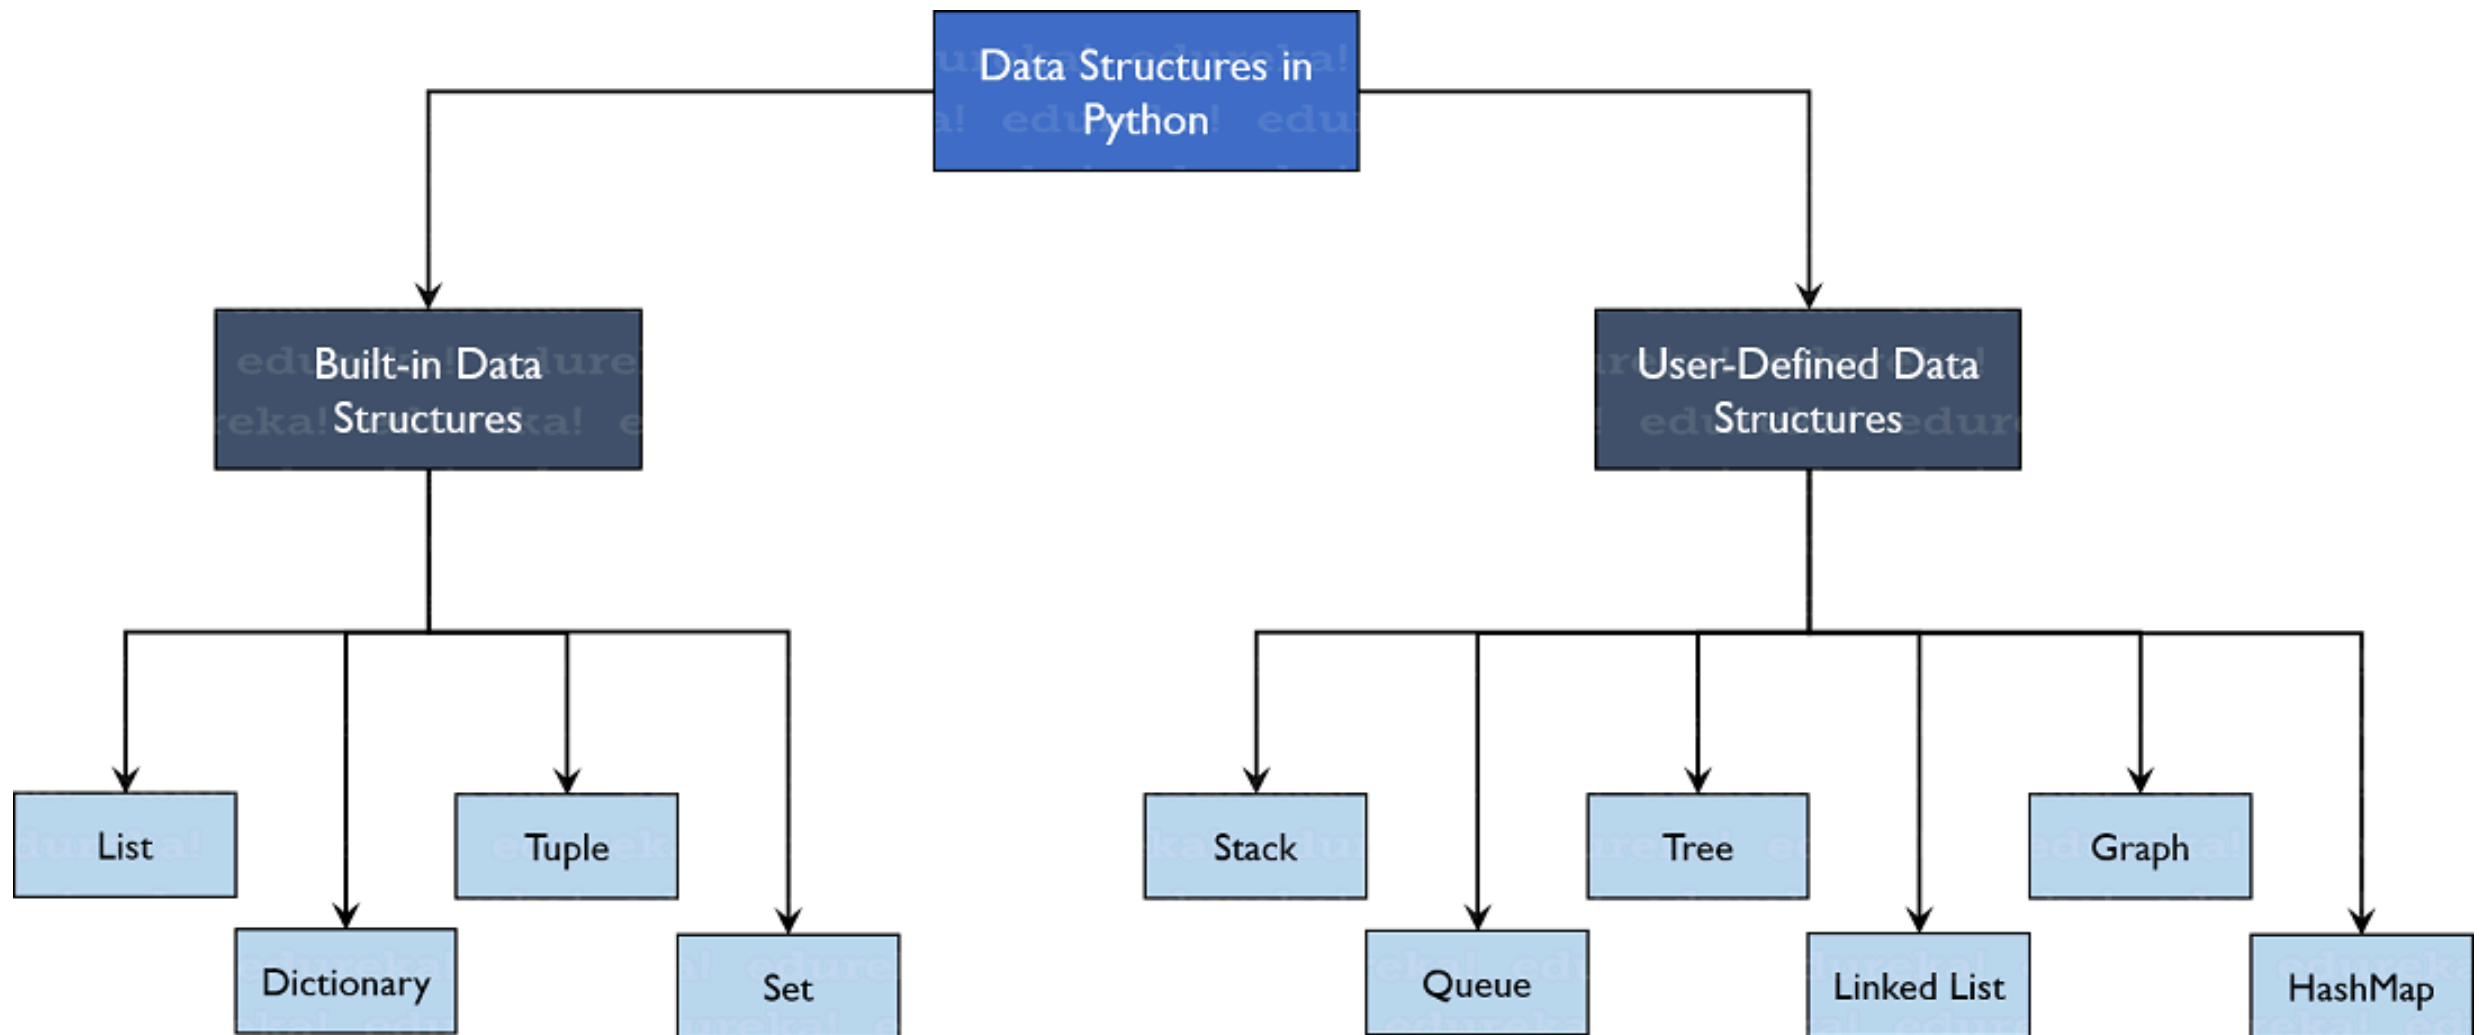 Data Structures in
Python
Built-in Data
Structures
User-Defined Data
Structures
List
Tuple
Stack
Tree
Graph
Dictionary
Set
Queue
Linked List
HashMap